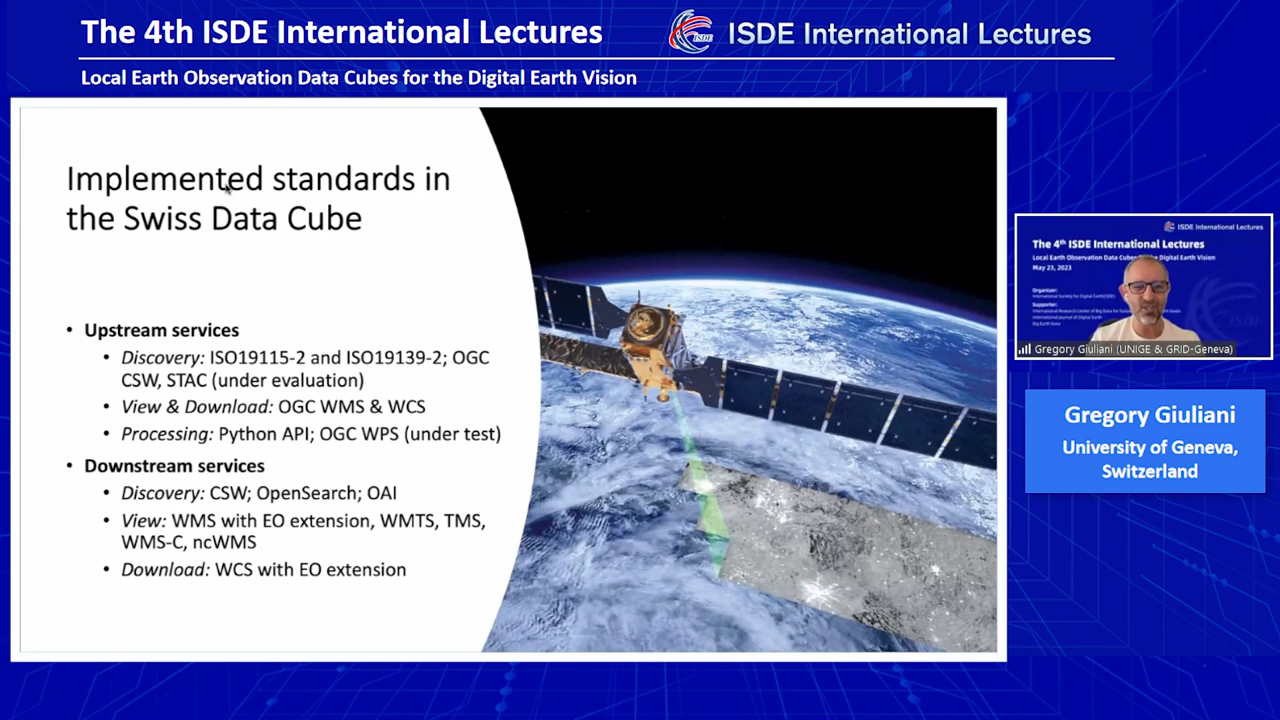 The 4th ISDE International Lectures
ISDE
ISDE International Lectures
Local Earth Observation Data Cubes for the Digital Earth Vision
Implemented standards in
the Swiss Data Cube
• Upstream services
• Discovery: ISO19115-2 and ISO19139-2; OGC
CSW, STAC (under evaluation)
• View & Download: OGC WMS & WCS
• Processing: Python API; OGC WPS (under test)
• Downstream services
• Discovery: CSW; OpenSearch; OAI
• View: WMS with EO extension, WMTS, TMS,
WMS-C, ncWMS
• Download: WCS with EO extension
ISDE International Lectures
The 4th ISDE International Lectures
Local Earth Observation Data Cubes Digital Earth Vision
May 23, 2023
Organizer:
International Society for Digital Earth(ISDE)
Supporter:
International Research Center of Big Data for
International Journal of Digital Earth
Big Earth Data
Gregory Giuliani (UNIGE & GRID-Geneva)
Gregory Giuliani
University of Geneva,
Switzerland